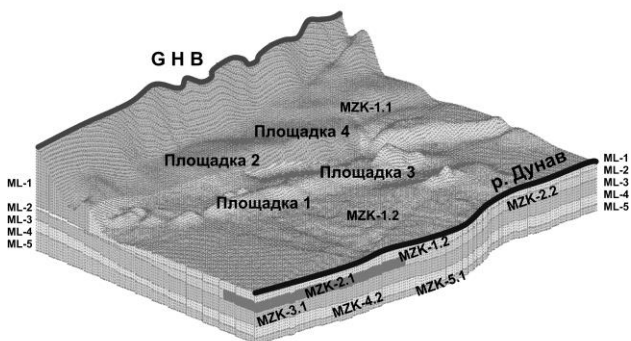 G H B
MZK-1.1
Площадка 4
Площадка 2
Площадка 3
Площадка 1
MZK-1.2
р. Дунав
ML-1
ML-2
ML-3
ML-4
ML-5
ML-1
ML-2
ML-3
ML-4
ML-5
MZK-2.2
MZK-1.2
MZK-2.1
MZK-5.1
MZK-4.2
MZK-3.1